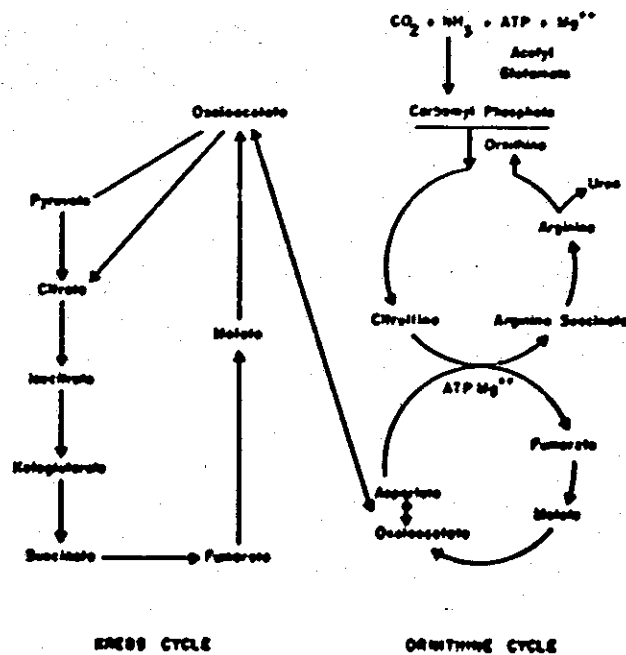 CO2 + NH3 + ATP + Mg++
Acetyl
Glutamate
Carbamyl Phosphate
Ornithine
Urea
Arginine
Citrulline
Arginine Succinate
ATP Mg++
Fumarate
Malate
Aspartate
Oxaloacetate
ORNITHINE CYCLE
Oxaloacetate
Pyruvate
Citrate
Isocitrate
Ketoglutarate
Succinate
Fumarate
Malate
KREBS CYCLE